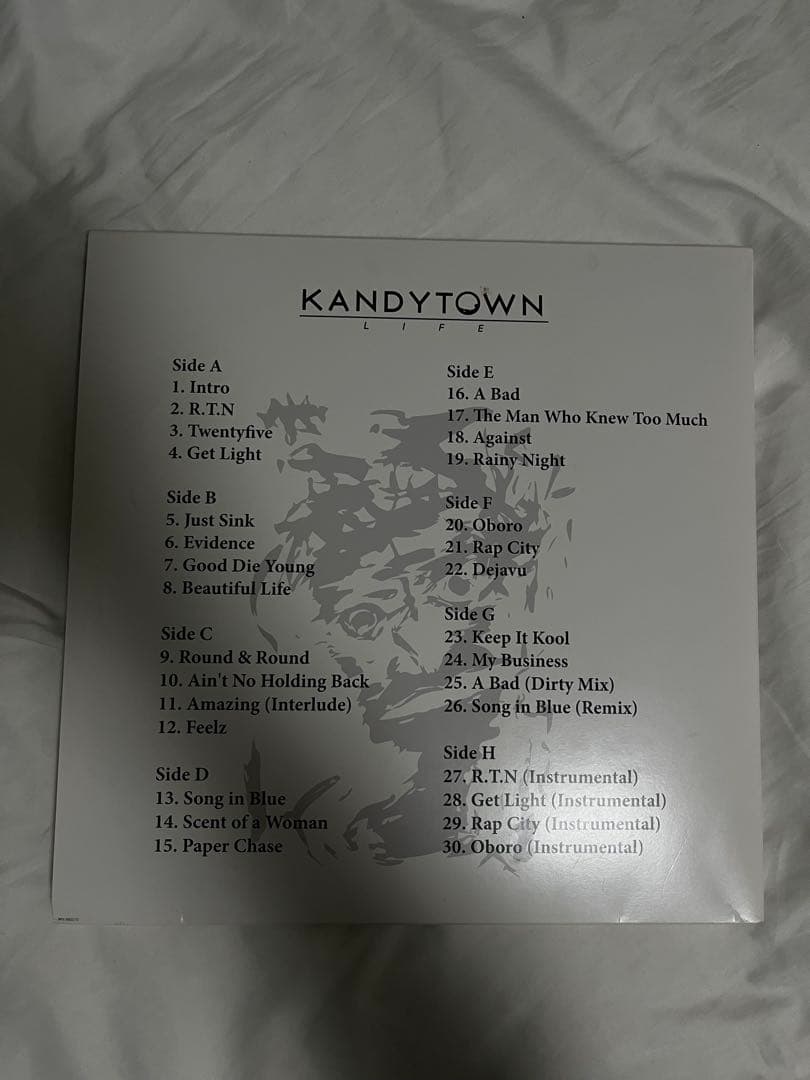 KANDYTOWN
LIFE
Side A
1. Intro
2. R.T.N
3. Twentyfive
4. Get Light
Side B
5. Just Sink
6. Evidence
7. Good Die Young
8. Beautiful Life
Side C
9. Round & Round
10. Ain't No Holding Back
11. Amazing (Interlude)
12. Feelz
Side D
13. Song in Blue
14. Scent of a Woman
15. Paper Chase
Side E
16. A Bad
17. The Man Who Knew Too Much
18. Against
19. Rainy Night
Side F
20. Oboro
21. Rap City
22. Dejavu
Side G
23. Keep It Kool
24. My Business
25. A Bad (Dirty Mix)
26. Song in Blue (Remix)
Side H
27. R.T.N (Instrumental)
28. Get Light (Instrumental)
29. Rap City (Instrumental)
30. Oboro (Instrumental)